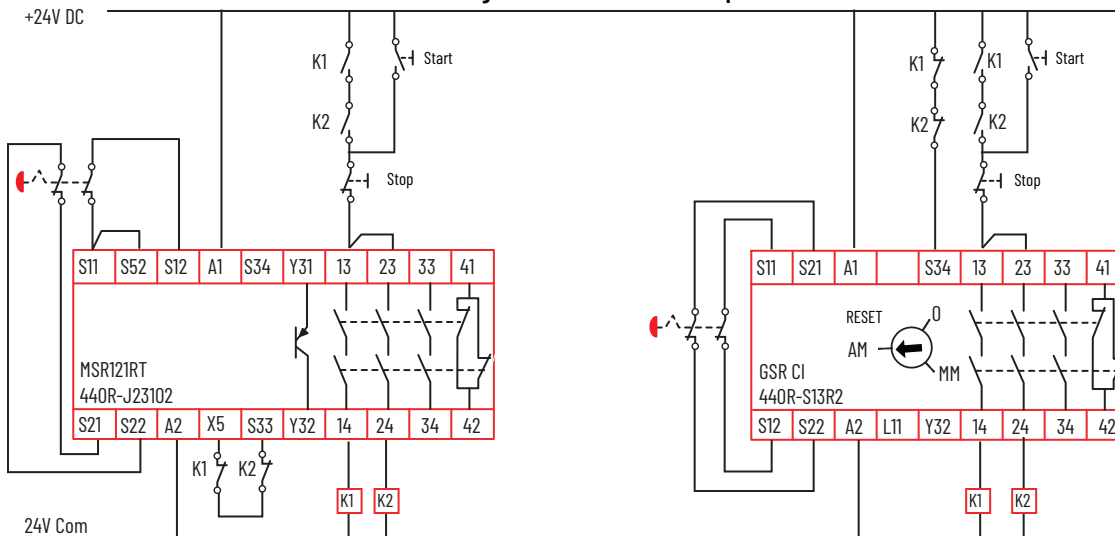 +24V DC
K1
Start
K2
Stop
S11 S52 S12 A1 S34 Y31 13 23 33 41
MSR121RT
440R-J23102
S21 S22 A2 X5 S33 Y32 14 24 34 42
K1 K2
K1 K2
24V Com
K1 K1 Start
K2 K2
Stop
S11 S21 A1 S34 13 23 33 41
RESET O
AM
MM
GSR CI
440R-S13R2
S12 S22 A2 L11 Y32 14 24 34 42
K1 K2